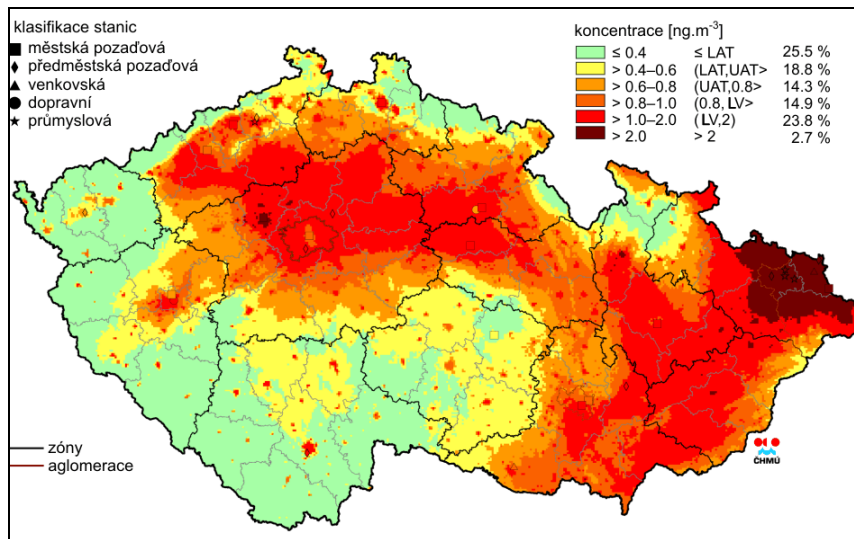 klasifikace stanic
městská pozaďová
předměstská pozaďová
venkovská
dopravní
průmyslová
koncentrace [ng.m⁻³]
≤ 0.4 ≤ LAT 25.5 %
> 0.4–0.6 (LAT,UAT> 18.8 %
> 0.6–0.8 (UAT,0.8> 14.3 %
> 0.8–1.0 (0.8, LV> 14.9 %
> 1.0–2.0 (LV,2) 23.8 %
> 2.0 > 2 2.7 %
zóny
aglomerace
ČHMÚ